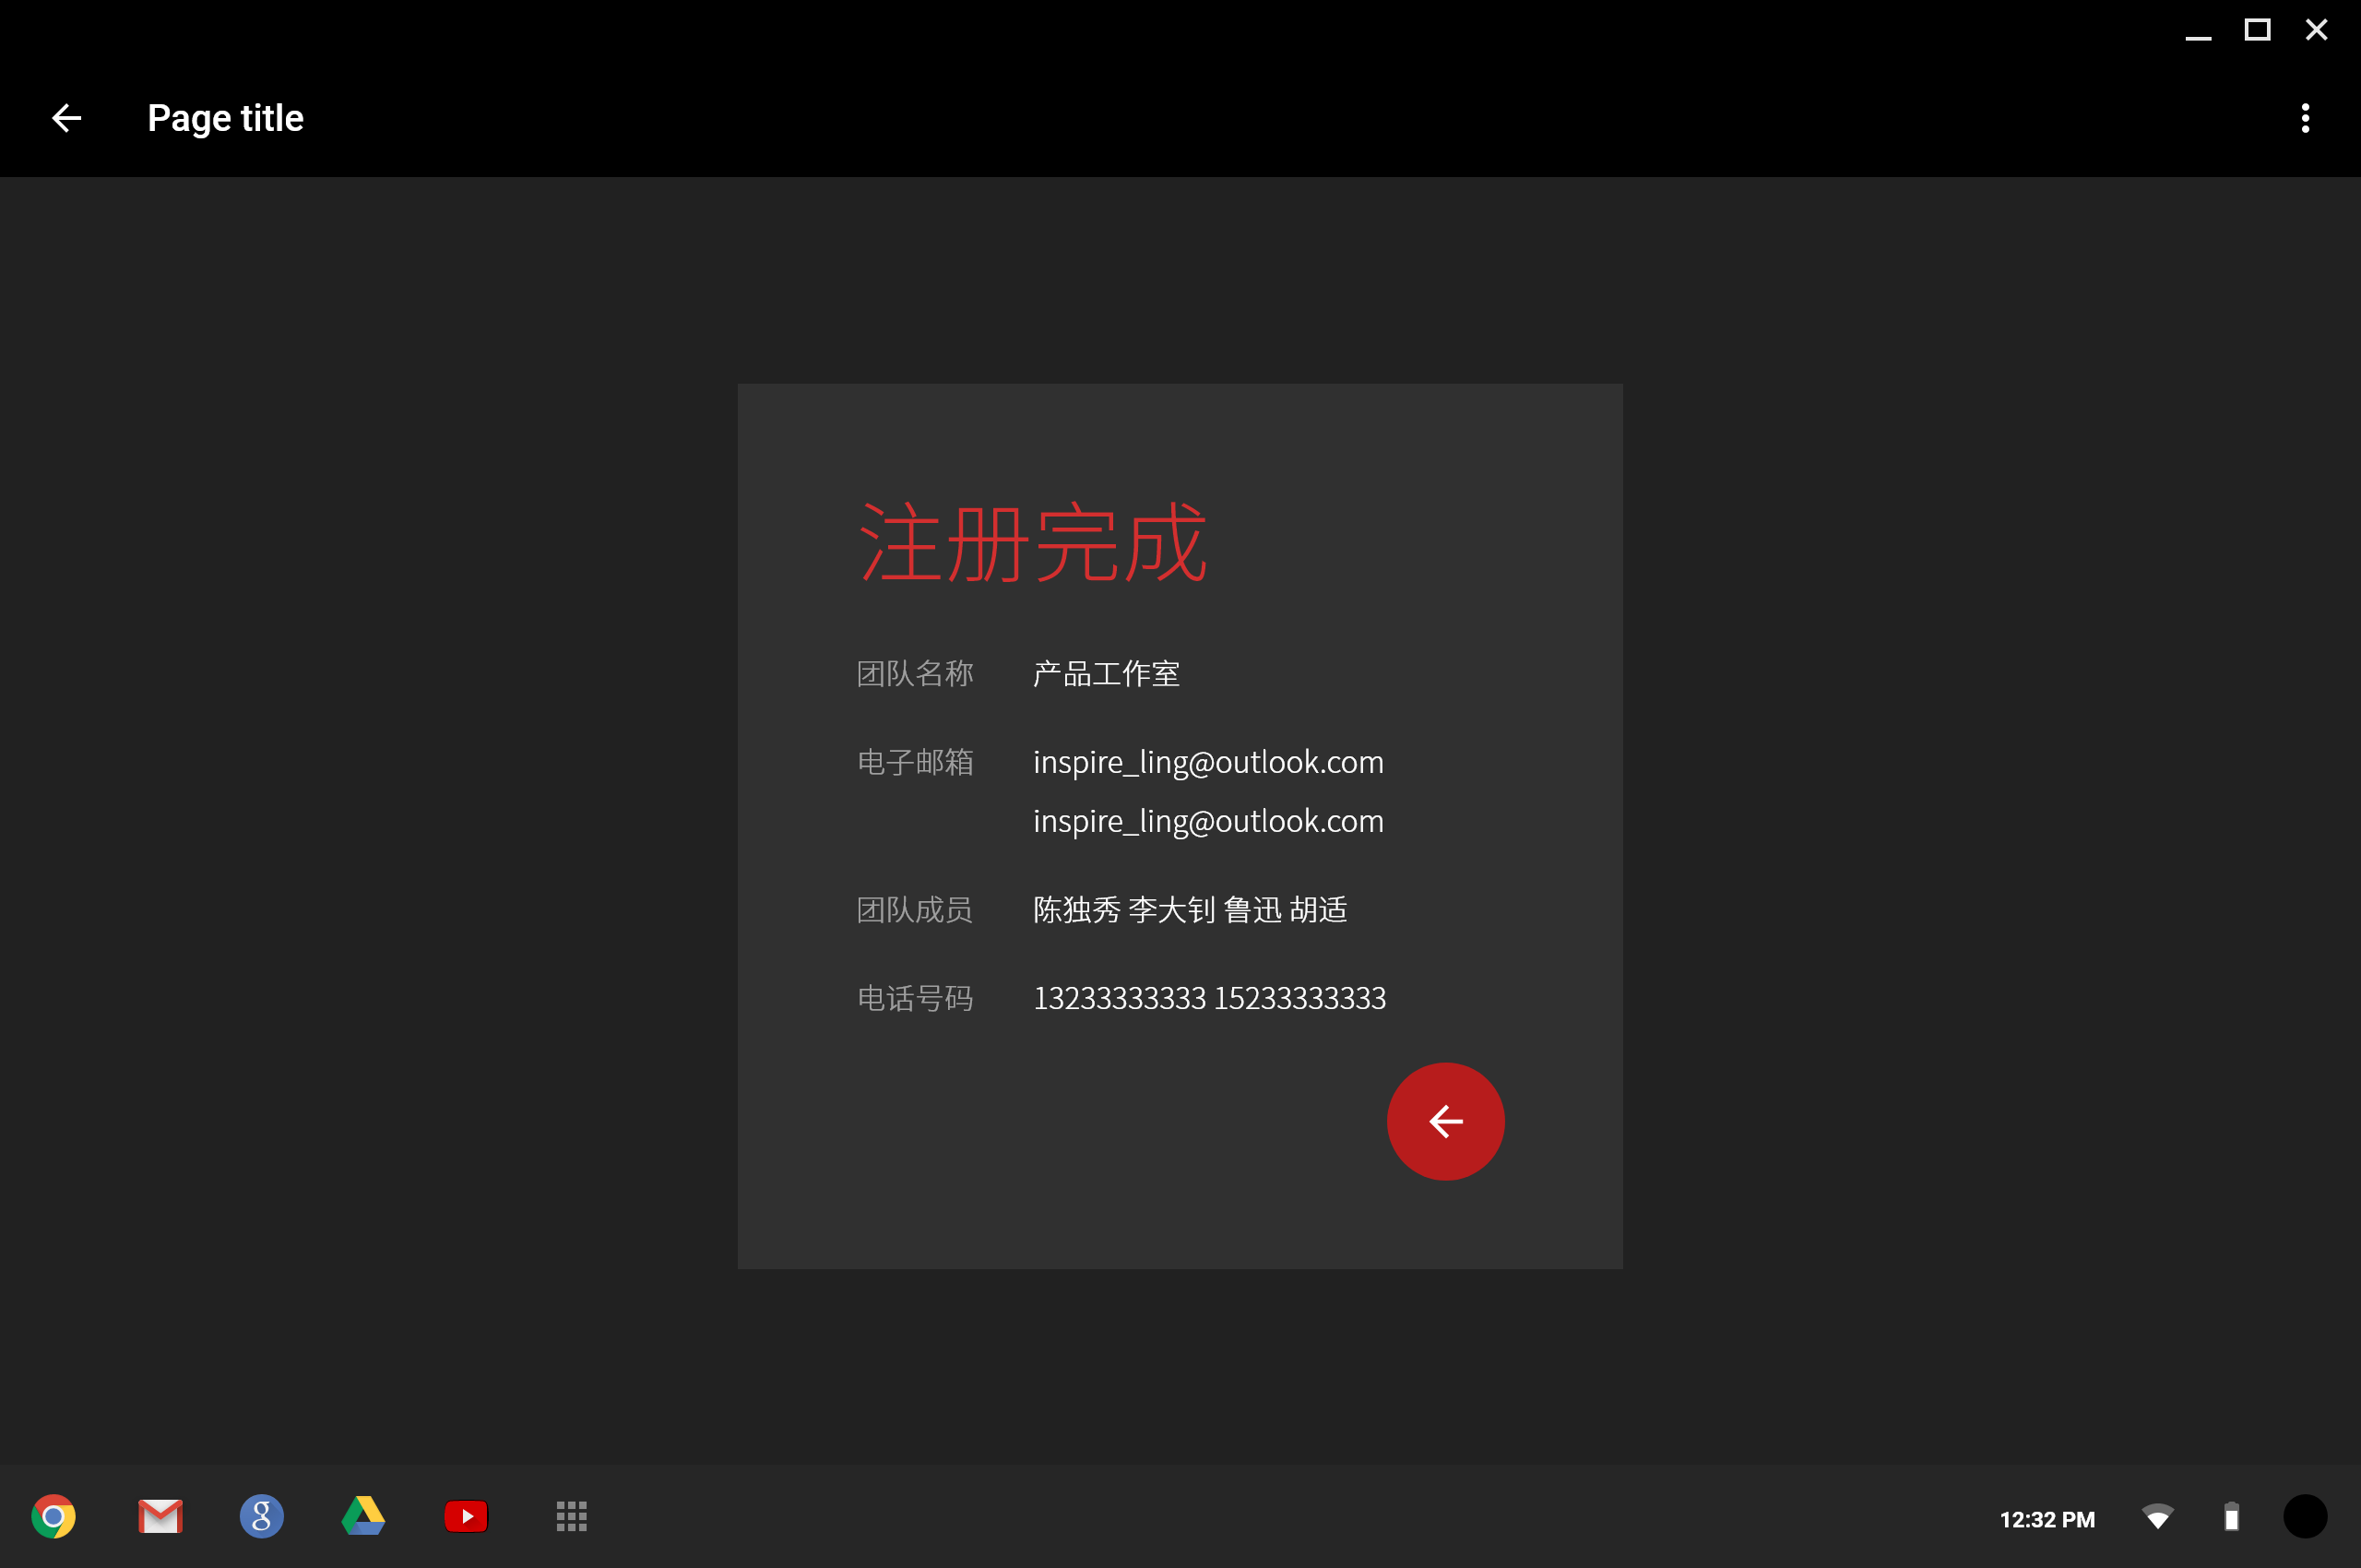 Page title
注册完成
团队名称 产品工作室
电子邮箱 inspire_ling@outlook.com
inspire_ling@outlook.com
团队成员 陈独秀 李大钊 鲁迅 胡适
电话号码 13233333333 15233333333
g
12:32 PM